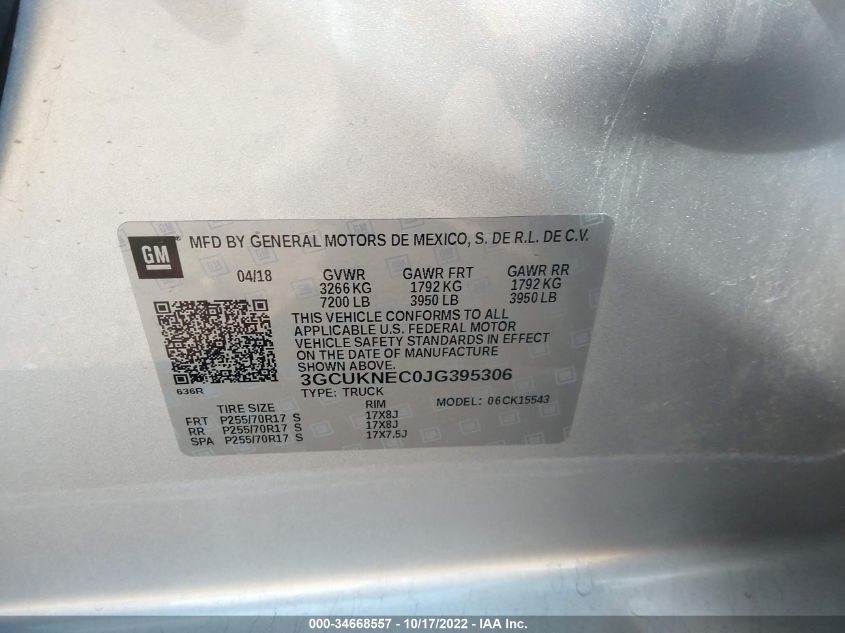 GM MFD BY GENERAL MOTORS DE MEXICO, S. DE R.L. DE C.V.
04/18 GVWR GAWR FRT GAWR RR
3266 KG 1792 KG 1792 KG
7200 LB 3950 LB 3950 LB
THIS VEHICLE CONFORMS TO ALL
APPLICABLE U.S. FEDERAL MOTOR
VEHICLE SAFETY STANDARDS IN EFFECT
ON THE DATE OF MANUFACTURE
SHOWN ABOVE.
3GCUKNEC0JG395306
636R
TYPE: TRUCK MODEL: 06CK15543
TIRE SIZE RIM
FRT P255/70R17 S 17X8J
RR P255/70R17 S 17X8J
SPA P255/70R17 S 17X7.5J
000-34668557 - 10/17/2022 - IAA Inc.